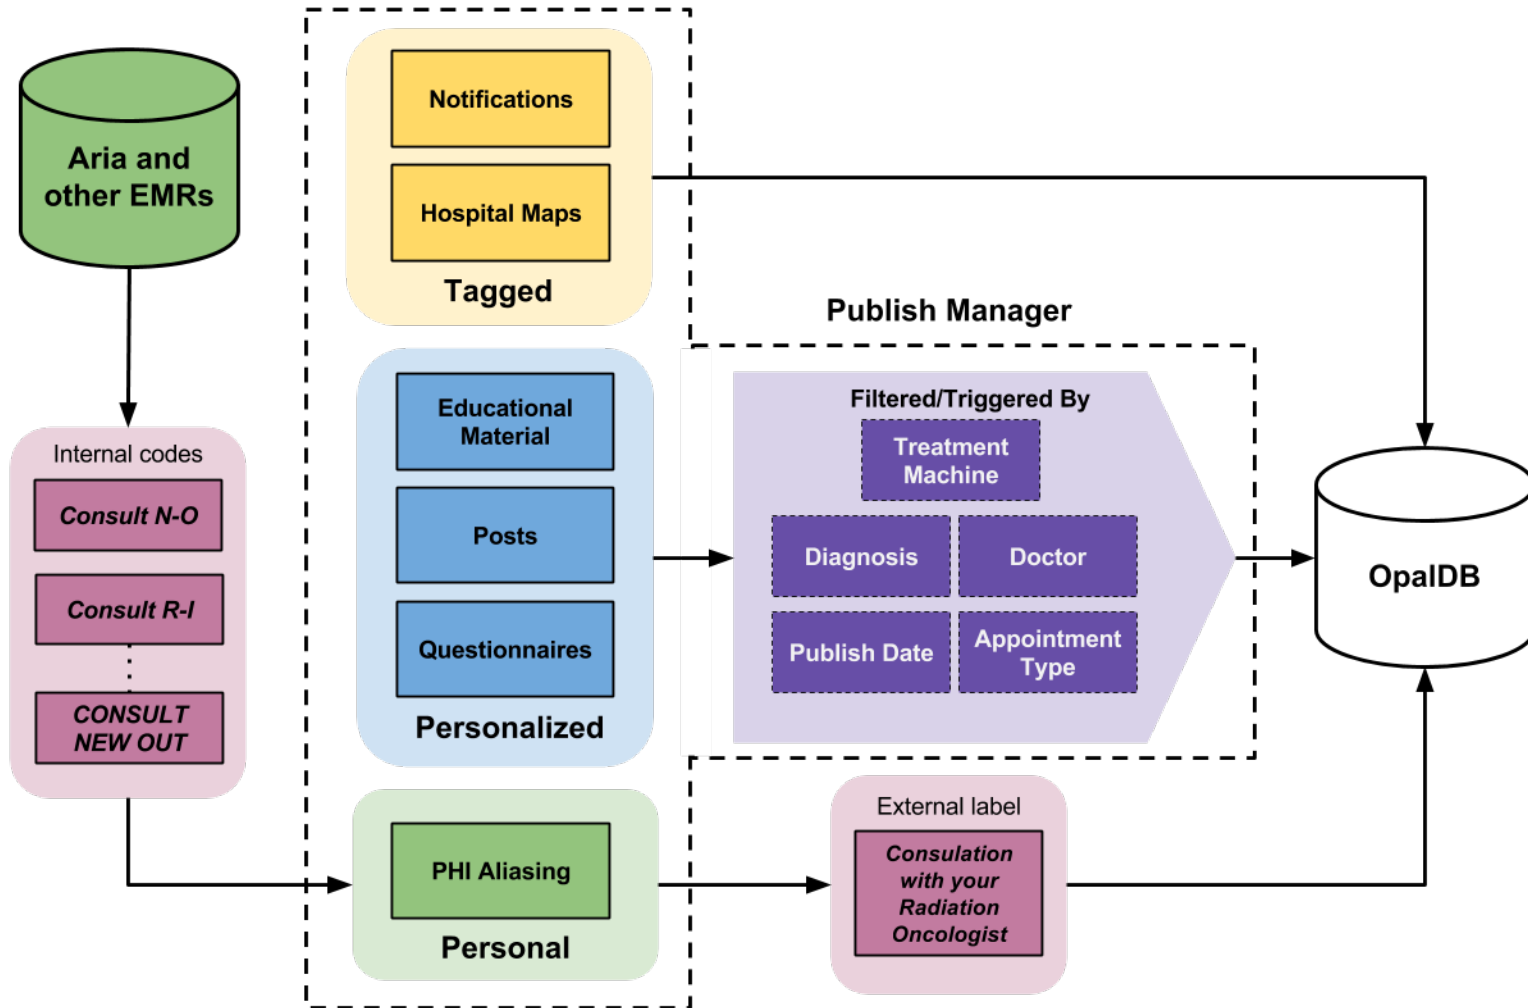 Aria and
other EMRs
Internal codes
Consult N-O
Consult R-I
CONSULT
NEW OUT
Notifications
Hospital Maps
Tagged
Educational
Material
Posts
Questionnaires
Personalized
PHI Aliasing
Personal
Publish Manager
Filtered/Triggered By
Treatment
Machine
Diagnosis
Doctor
Publish Date
Appointment
Type
External label
Consulation
with your
Radiation
Oncologist
OpalDB